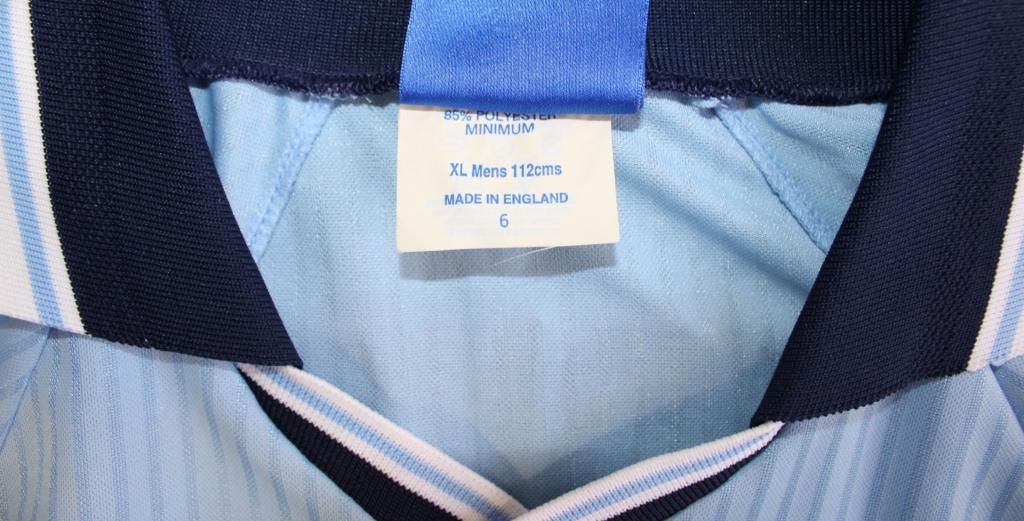 85% POLYESTER
MINIMUM
XL Mens 112cms
MADE IN ENGLAND
6